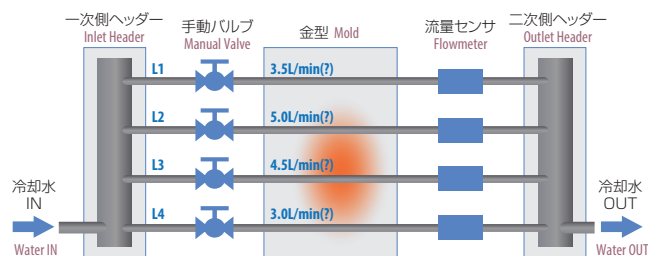 一次側ヘッダー
Inlet Header
手動バルブ
Manual Valve
金型 Mold
流量センサ
Flowmeter
二次側ヘッダー
Outlet Header
L1
3.5L/min(?)
L2
5.0L/min(?)
L3
4.5L/min(?)
L4
3.0L/min(?)
冷却水
IN
Water IN
冷却水
OUT
Water OUT